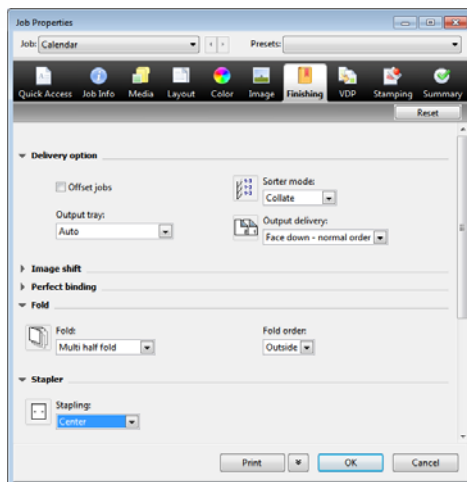 Job Properties
Job: Calendar Presets:
Quick Access Job Info Media Layout Color Image Finishing VDP Stamping Summary
Reset
Delivery option
Offset jobs
Sorter mode:
Collate
Output tray:
Auto
Output delivery:
Face down - normal order
Image shift
Perfect binding
Fold
Fold: Fold order:
Multi half fold Outside
Stapler
Stapling:
Center
Print OK Cancel